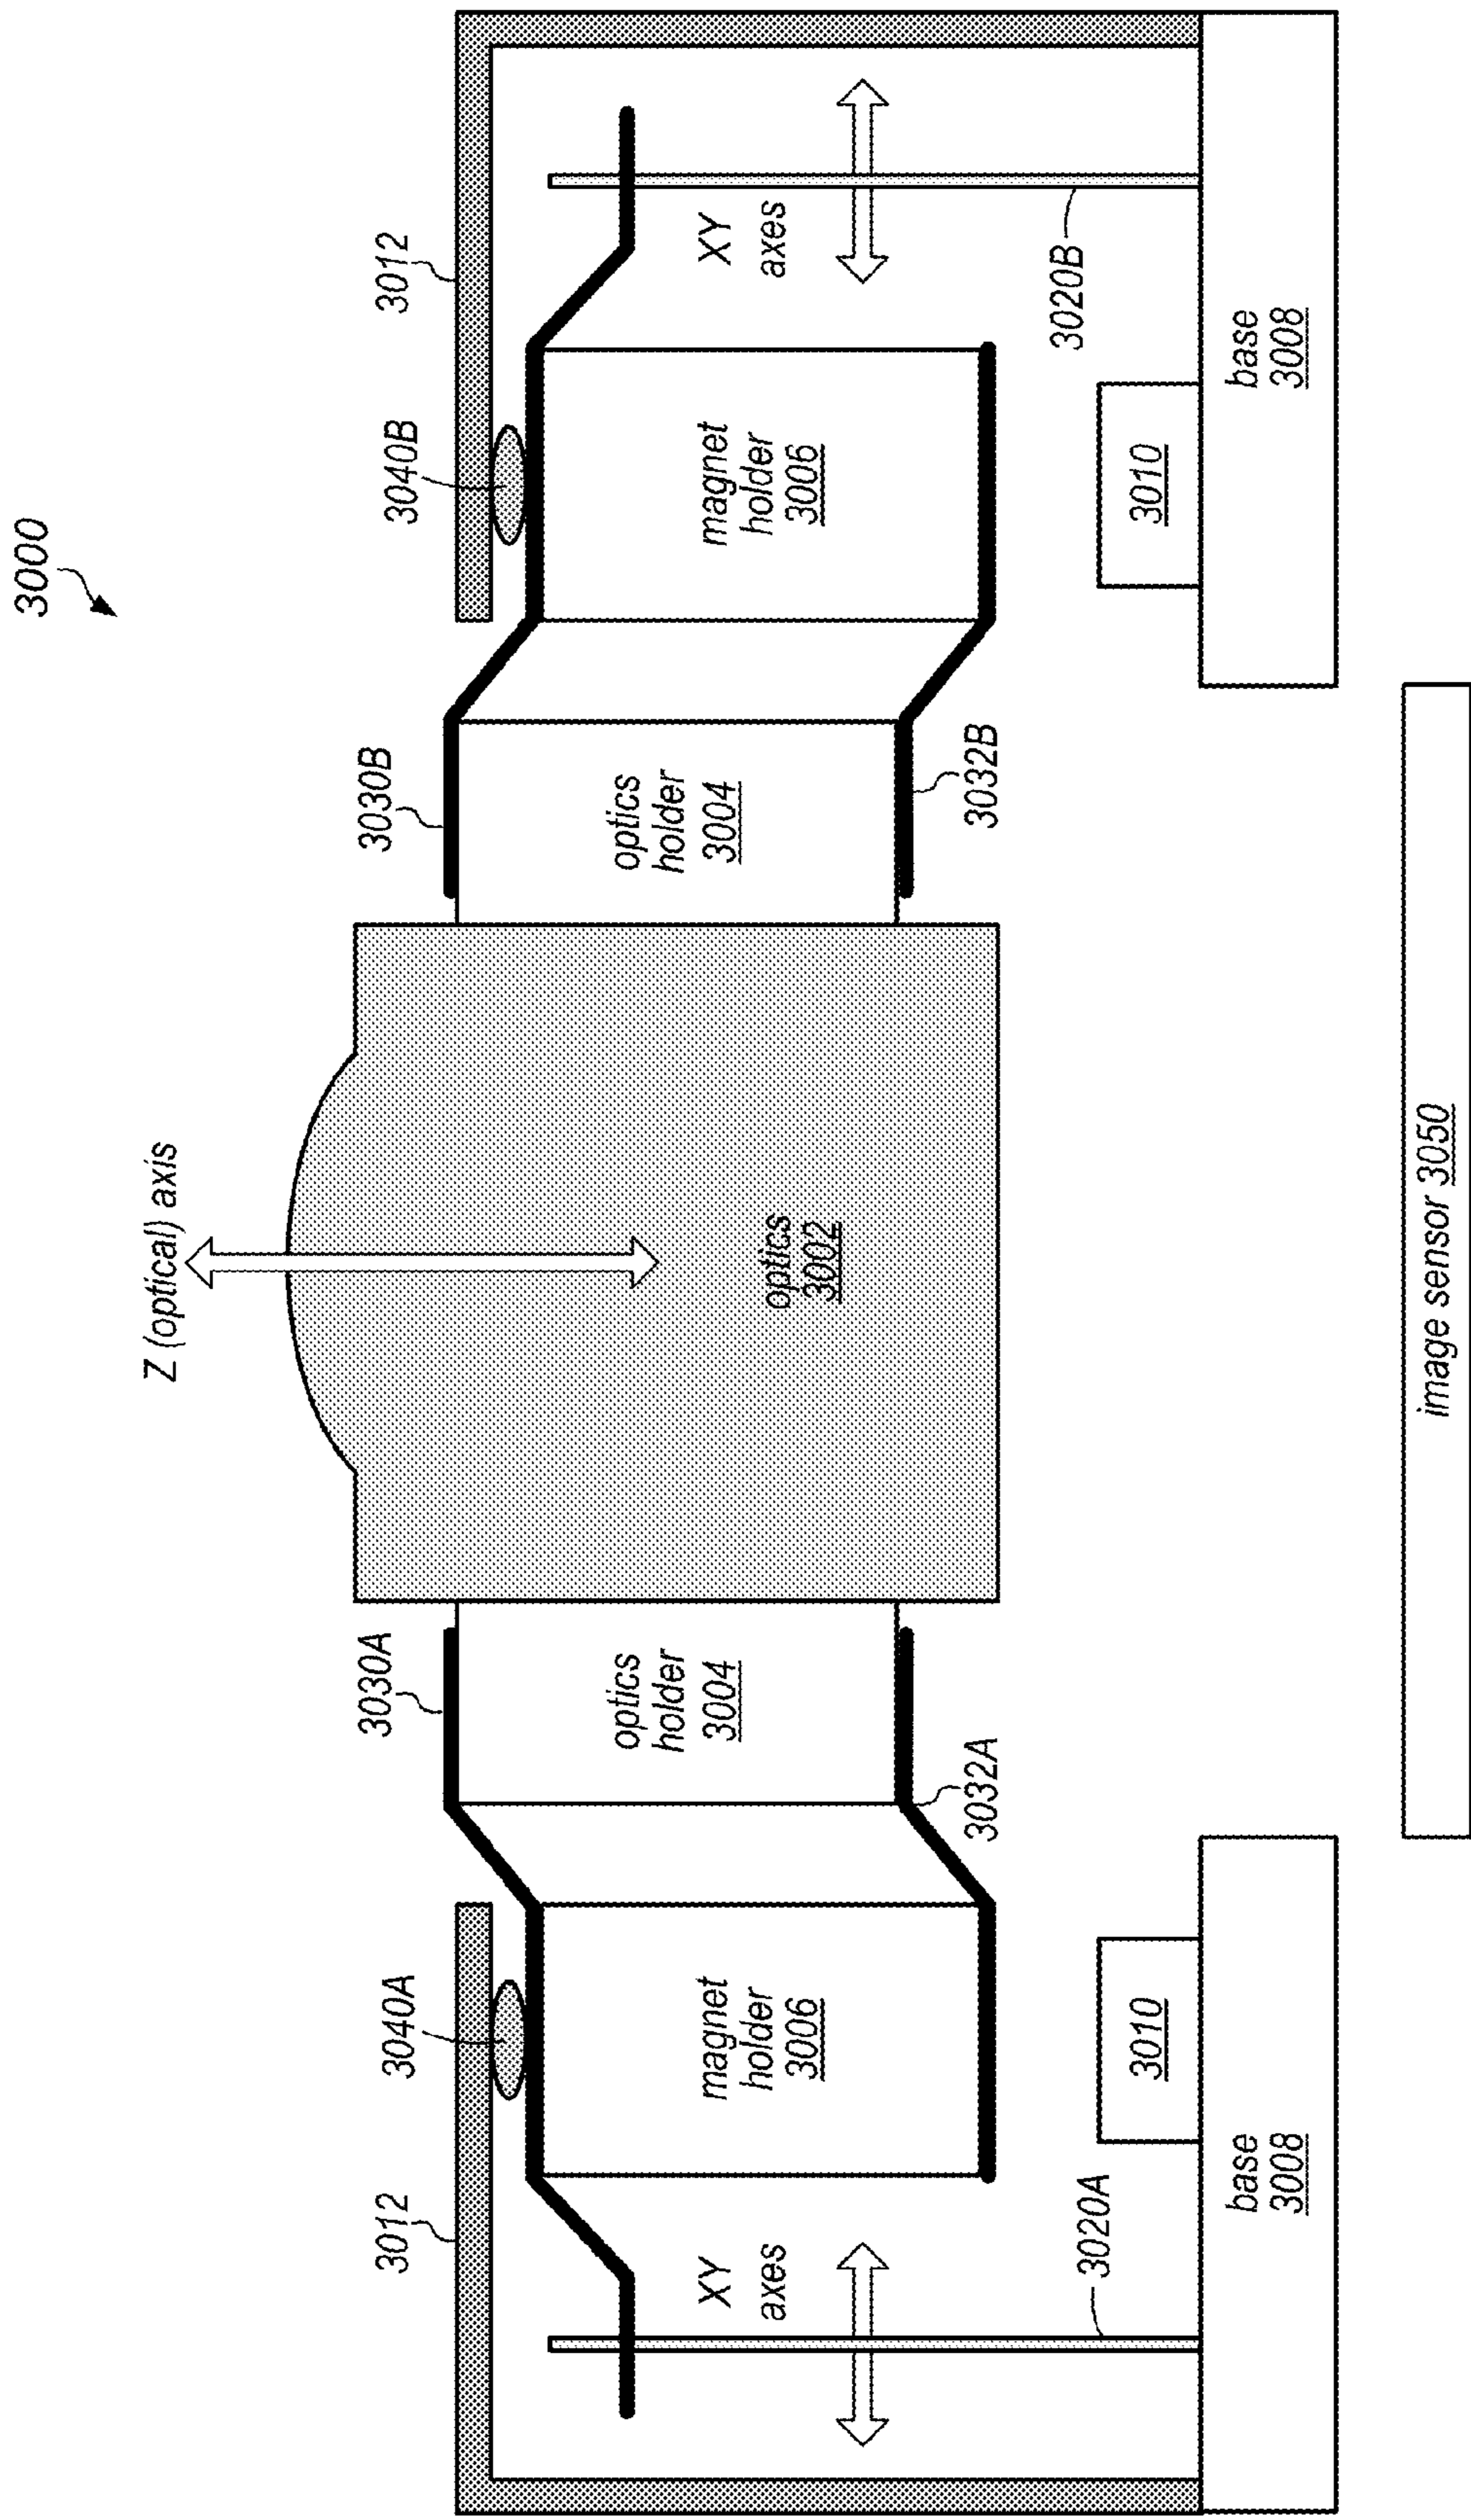 3000
Z (optical) axis
3012
3040A
3030A
3030B
3040B
3012
XY
axes
magnet
holder
3006
optics
holder
3004
optics
3002
optics
holder
3004
magnet
holder
3006
XY
axes
3020A
3010
3032A
3032B
3010
3020B
base
3008
base
3008
image sensor 3050